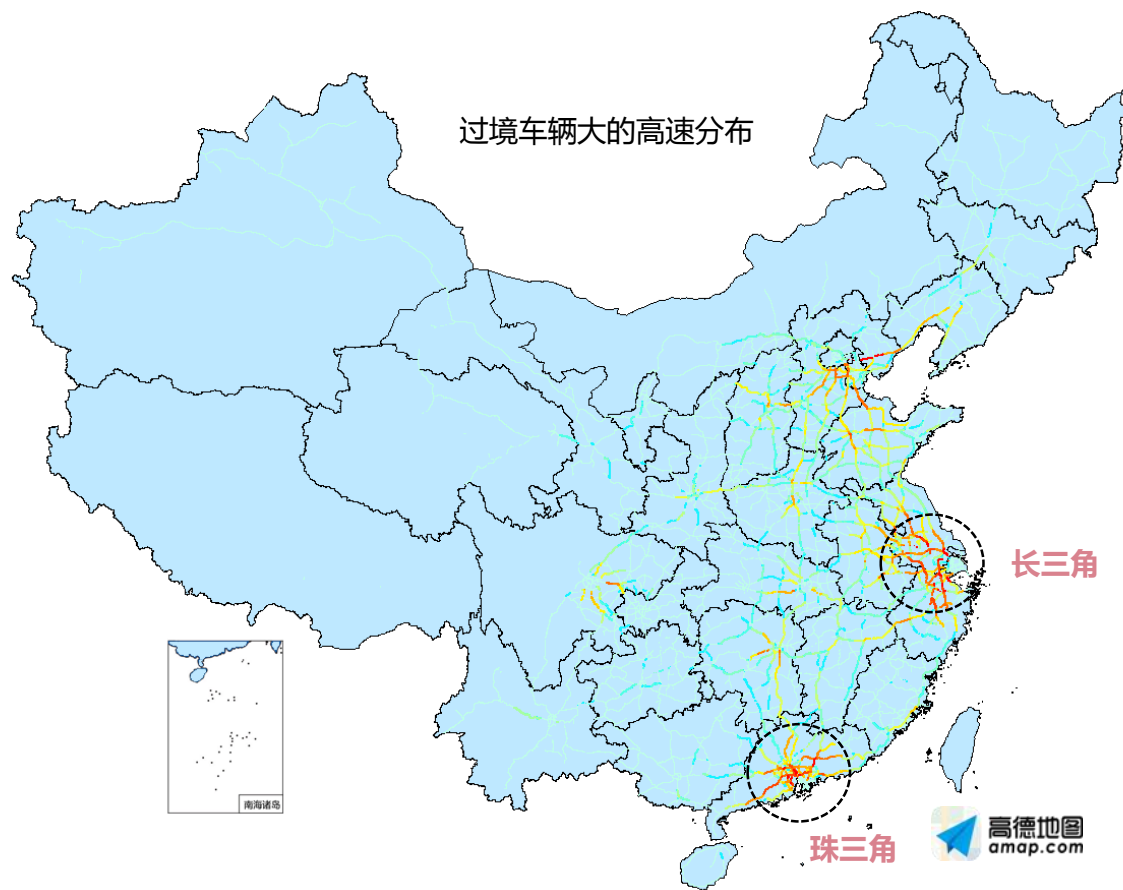 过境车辆大的高速分布
长三角
南海诸岛
珠三角
高德地图
amap.com